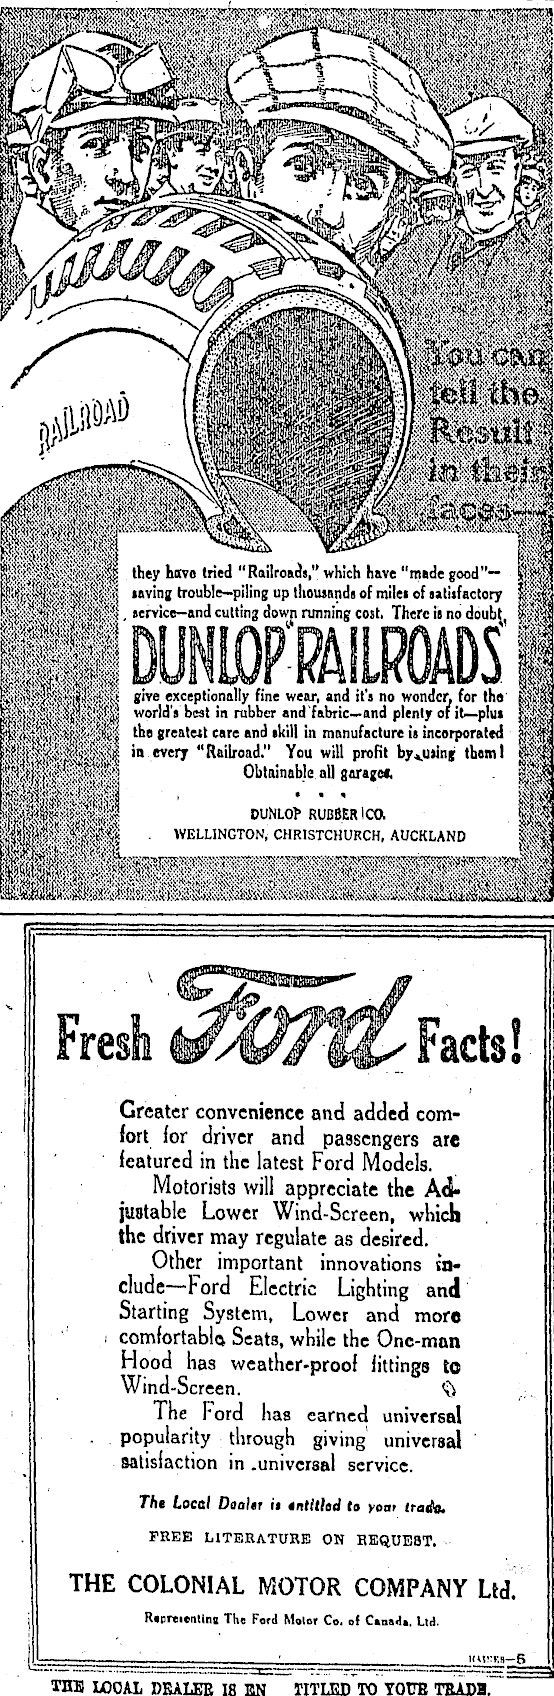 You can
tell the
Result
in their
faces—
RAILROAD
they have tried "Railroads," which have "made good"—
saving trouble—piling up thousands of miles of satisfactory
service—and cutting down running cost. There is no doubt
DUNLOP "RAILROADS"
give exceptionally fine wear, and it's no wonder, for the
world's best in rubber and fabric—and plenty of it—plus
the greatest care and skill in manufacture is incorporated
in every "Railroad." You will profit by using them!
Obtainable all garages.
DUNLOP RUBBER CO.
WELLINGTON, CHRISTCHURCH, AUCKLAND
Fresh Ford Facts!
Greater convenience and added com-
fort for driver and passengers are
featured in the latest Ford Models.
Motorists will appreciate the Ad-
justable Lower Wind-Screen, which
the driver may regulate as desired.
Other important innovations in-
clude—Ford Electric Lighting and
Starting System, Lower and more
comfortable Seats, while the One-man
Hood has weather-proof fittings to
Wind-Screen.
The Ford has earned universal
popularity through giving universal
satisfaction in universal service.
The Local Dealer is entitled to your trade.
FREE LITERATURE ON REQUEST.
THE COLONIAL MOTOR COMPANY Ltd.
Representing The Ford Motor Co. of Canada, Ltd.
HAINES—5
THE LOCAL DEALER IS EN TITLED TO YOUR TRADE.